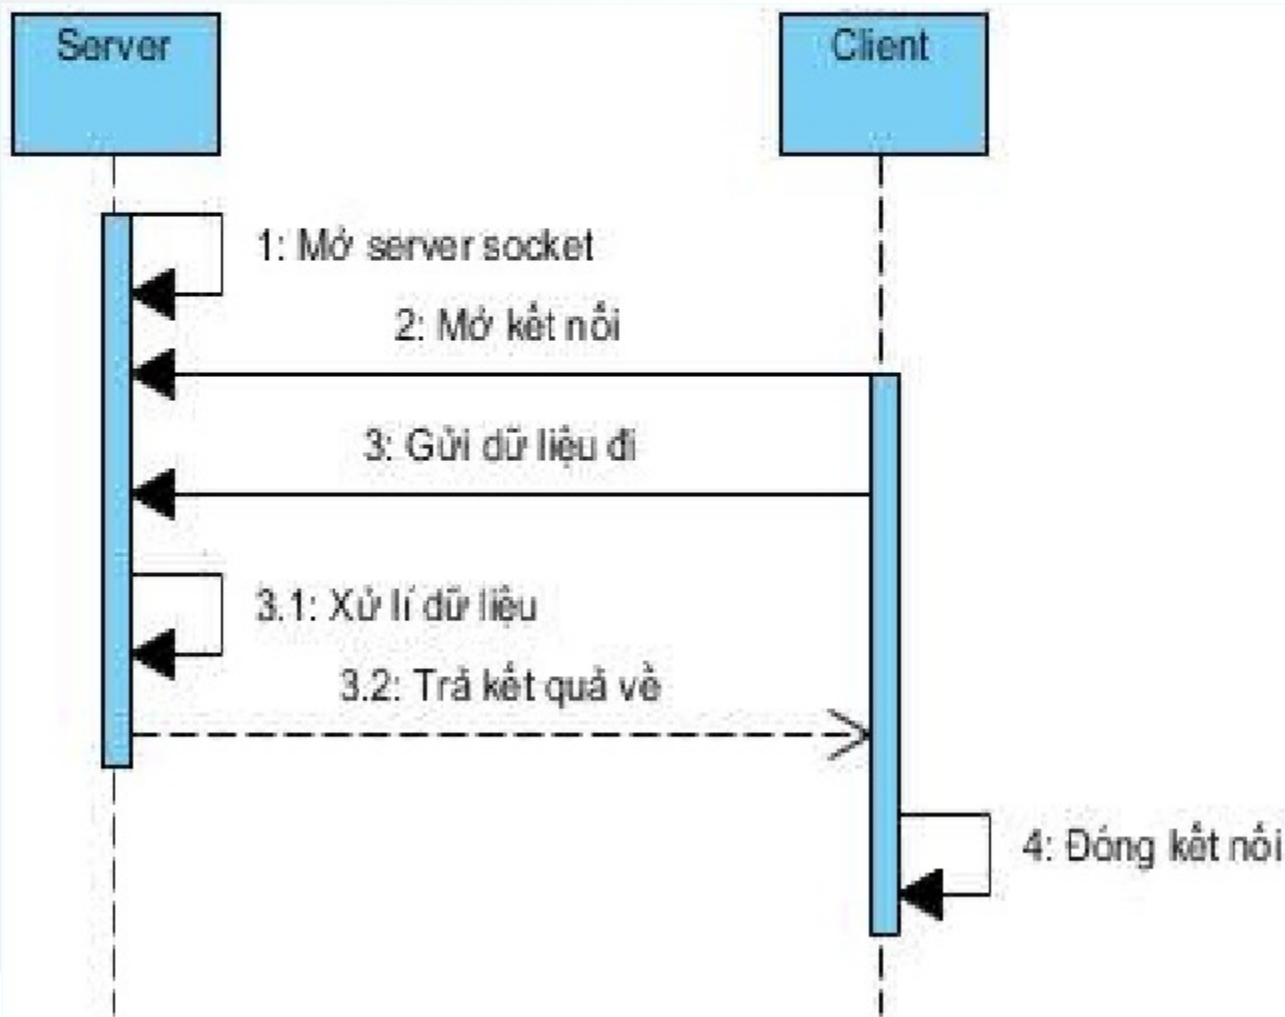 Server
Client
1: Mở server socket
2: Mở kết nối
3: Gửi dữ liệu đi
3.1: Xử lí dữ liệu
3.2: Trả kết quả về
4: Đóng kết nối